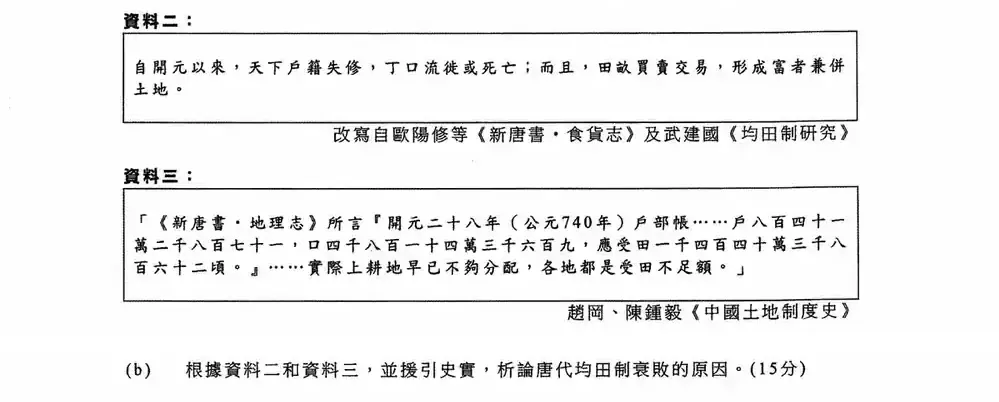 資料二：
自開元以來，天下戶籍失修，丁口流徙或死亡；而且，田畝買賣交易，形成富者兼併
土地。
改寫自歐陽修等《新唐書·食貨志》及武建國《均田制研究》
資料三：
「《新唐書·地理志》所言『開元二十八年（公元740年）戶部帳……戶八百四十一
萬二千八百七十一，口四千八百一十四萬三千六百九，應受田一千四百四十萬三千八
百六十二頃。』……實際上耕地早已不夠分配，各地都是受田不足額。」
趙岡、陳鍾毅《中國土地制度史》
(b) 根據資料二和資料三，並援引史實，析論唐代均田制衰敗的原因。(15分)